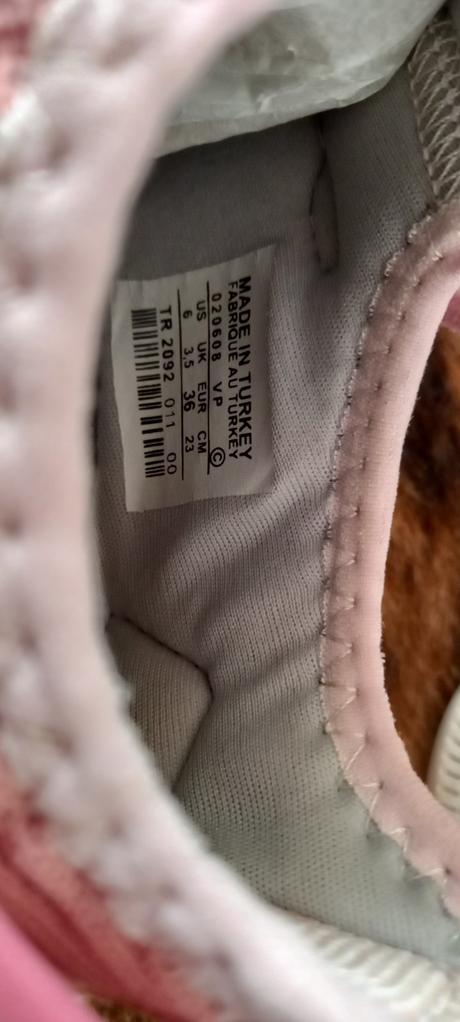 MADE IN TURKEY
FABRIQUE AU TURKEY
020608 VP ©
US UK EUR CM
6 3,5 36 23
TR 2092 011 00